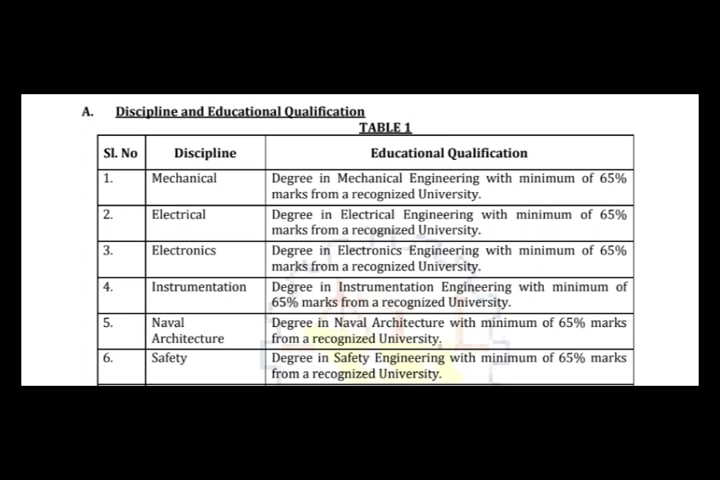 A. Discipline and Educational Qualification
TABLE 1
Sl. No Discipline Educational Qualification
1. Mechanical Degree in Mechanical Engineering with minimum of 65%
marks from a recognized University.
2. Electrical Degree in Electrical Engineering with minimum of 65%
marks from a recognized University.
3. Electronics Degree in Electronics Engineering with minimum of 65%
marks from a recognized University.
4. Instrumentation Degree in Instrumentation Engineering with minimum of
65% marks from a recognized University.
5. Naval Degree in Naval Architecture with minimum of 65% marks
Architecture from a recognized University.
6. Safety Degree in Safety Engineering with minimum of 65% marks
from a recognized University.